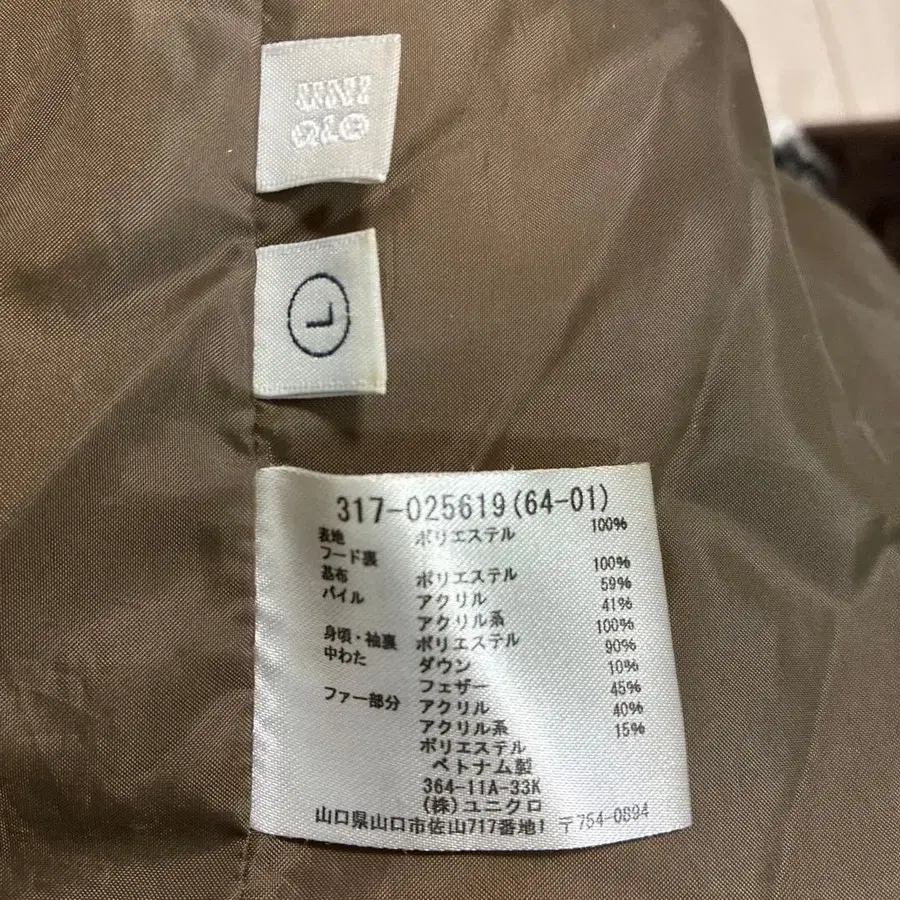 UNI
QLO
L
317-025619(64-01)
表地 ポリエステル 100%
フード裏
基布 ポリエステル 100%
パイル アクリル 59%
アクリル系 41%
身頃・袖裏 ポリエステル 100%
中わた ダウン 90%
フェザー 10%
ファー部分 アクリル 45%
アクリル系 40%
ポリエステル 15%
ベトナム製
364-11A-33K
(株)ユニクロ
山口県山口市佐山717番地1 〒754-0894